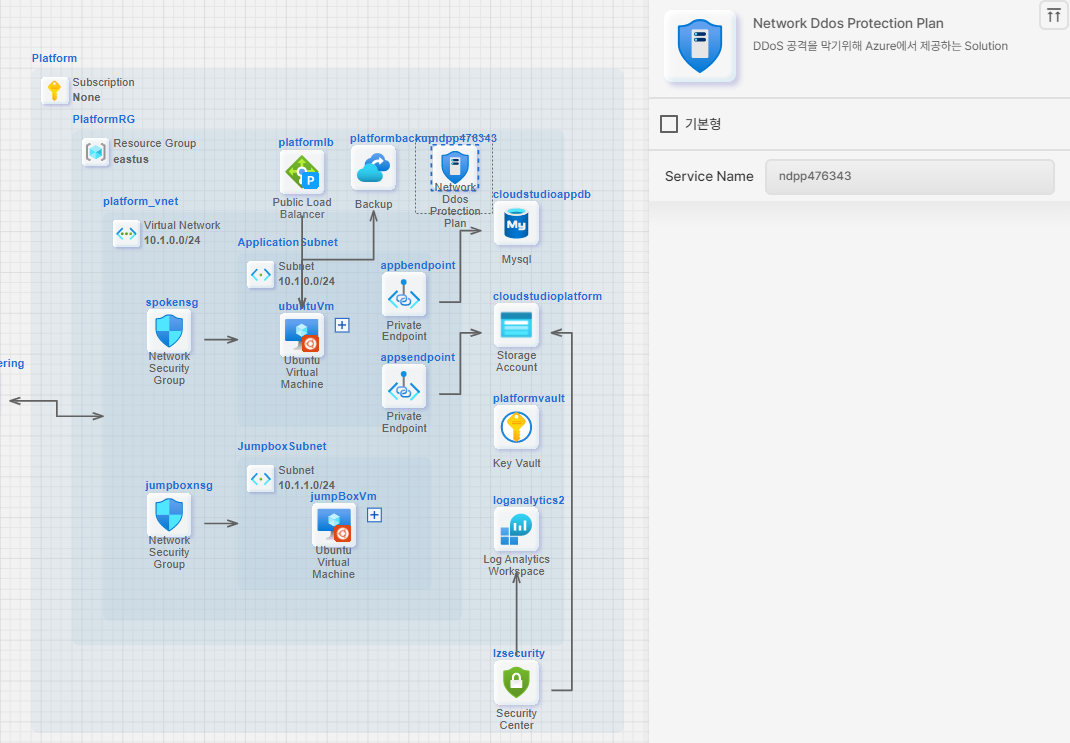 Platform
Subscription
None
PlatformRG
Resource Group
eastus
platformlb
Public Load
Balancer
platformbackup
Backup
ndpp476343
Network
Ddos
Protection
Plan
cloudstudioappdb
My
Mysql
platform_vnet
Virtual Network
10.1.0.0/24
ApplicationSubnet
Subnet
10.1.0.0/24
appbendpoint
Private
Endpoint
spokensg
Network
Security
Group
ubuntuVm
Ubuntu
Virtual
Machine
cloudstudioplatform
Storage
Account
appsendpoint
Private
Endpoint
ering
platformvault
Key Vault
JumpboxSubnet
Subnet
10.1.1.0/24
jumpboxnsg
Network
Security
Group
jumpBoxVm
Ubuntu
Virtual
Machine
loganalytics2
Log Analytics
Workspace
lzsecurity
Security
Center
Network Ddos Protection Plan
DDoS 공격을 막기위해 Azure에서 제공하는 Solution
기본형
Service Name
ndpp476343